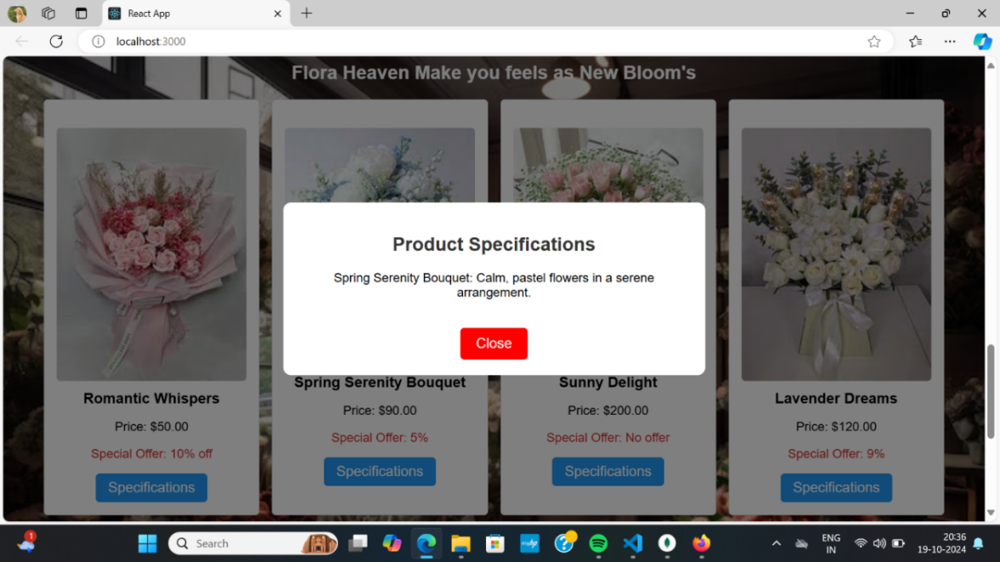 React App
localhost:3000
Flora Heaven Make you feels as New Bloom's
Product Specifications
Spring Serenity Bouquet: Calm, pastel flowers in a serene
arrangement.
Close
Romantic Whispers
Price: $50.00
Special Offer: 10% off
Specifications
Spring Serenity Bouquet
Price: $90.00
Special Offer: 5%
Specifications
Sunny Delight
Price: $200.00
Special Offer: No offer
Specifications
Lavender Dreams
Price: $120.00
Special Offer: 9%
Specifications
1
Search
myhp
ENG
IN
20:36
19-10-2024